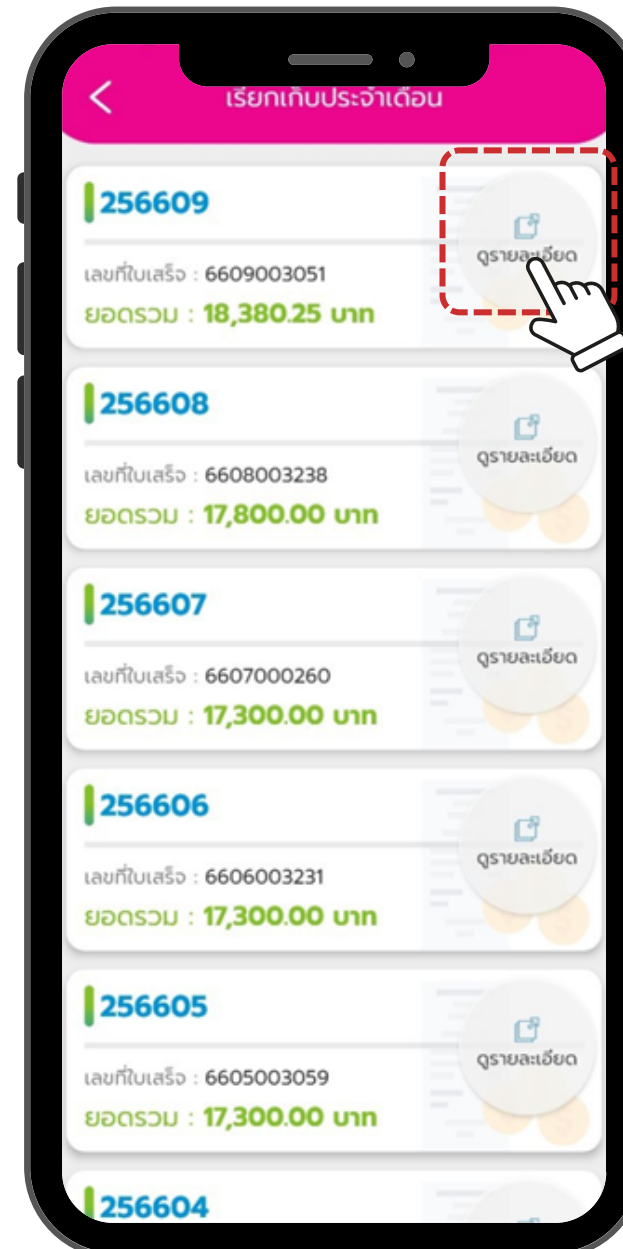 เรียกเก็บประจำเดือน
256609
ดูรายละเอียด
เลขที่ใบเสร็จ : 6609003051
ยอดรวม : 18,380.25 บาท
256608
ดูรายละเอียด
เลขที่ใบเสร็จ : 6608003238
ยอดรวม : 17,800.00 บาท
256607
ดูรายละเอียด
เลขที่ใบเสร็จ : 6607000260
ยอดรวม : 17,300.00 บาท
256606
ดูรายละเอียด
เลขที่ใบเสร็จ : 6606003231
ยอดรวม : 17,300.00 บาท
256605
ดูรายละเอียด
เลขที่ใบเสร็จ : 6605003059
ยอดรวม : 17,300.00 บาท
256604